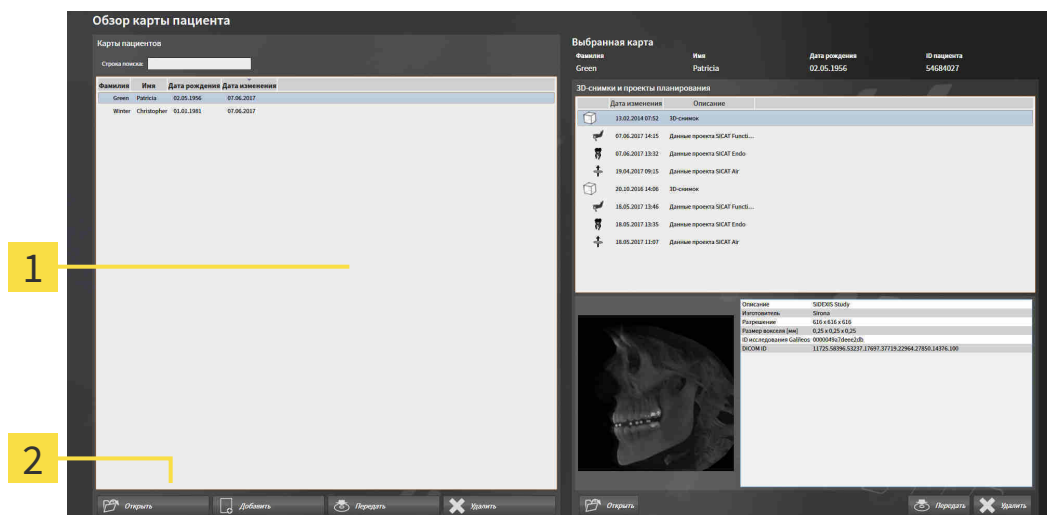 Обзор карты пациента
Карты пациентов
Строка поиска:
Фамилия Имя Дата рождения Дата изменения
Green Patricia 02.05.1956 07.06.2017
Winter Christopher 01.01.1981 07.06.2017
1
2
Открыть Добавить Передать Удалить
Выбранная карта
Фамилия Имя Дата рождения ID пациента
Green Patricia 02.05.1956 54684027
3D-снимки и проекты планирования
Дата изменения Описание
13.02.2014 07:52 3D-снимок
07.06.2017 14:15 Данные проекта SICAT Functi...
07.06.2017 13:32 Данные проекта SICAT Endo
19.04.2017 09:15 Данные проекта SICAT Air
20.10.2016 14:06 3D-снимок
18.05.2017 13:46 Данные проекта SICAT Functi...
18.05.2017 13:35 Данные проекта SICAT Endo
18.05.2017 11:07 Данные проекта SICAT Air
Описание SIDEXIS Study
Изготовитель Sirona
Разрешение 616 x 616 x 616
Размер вокселя [мм] 0,25 x 0,25 x 0,25
ID исследования Galileos 0000049a7deee2db
DICOM ID 11725.58396.53237.17697.37719.22964.27850.14376.100
Открыть Передать Удалить